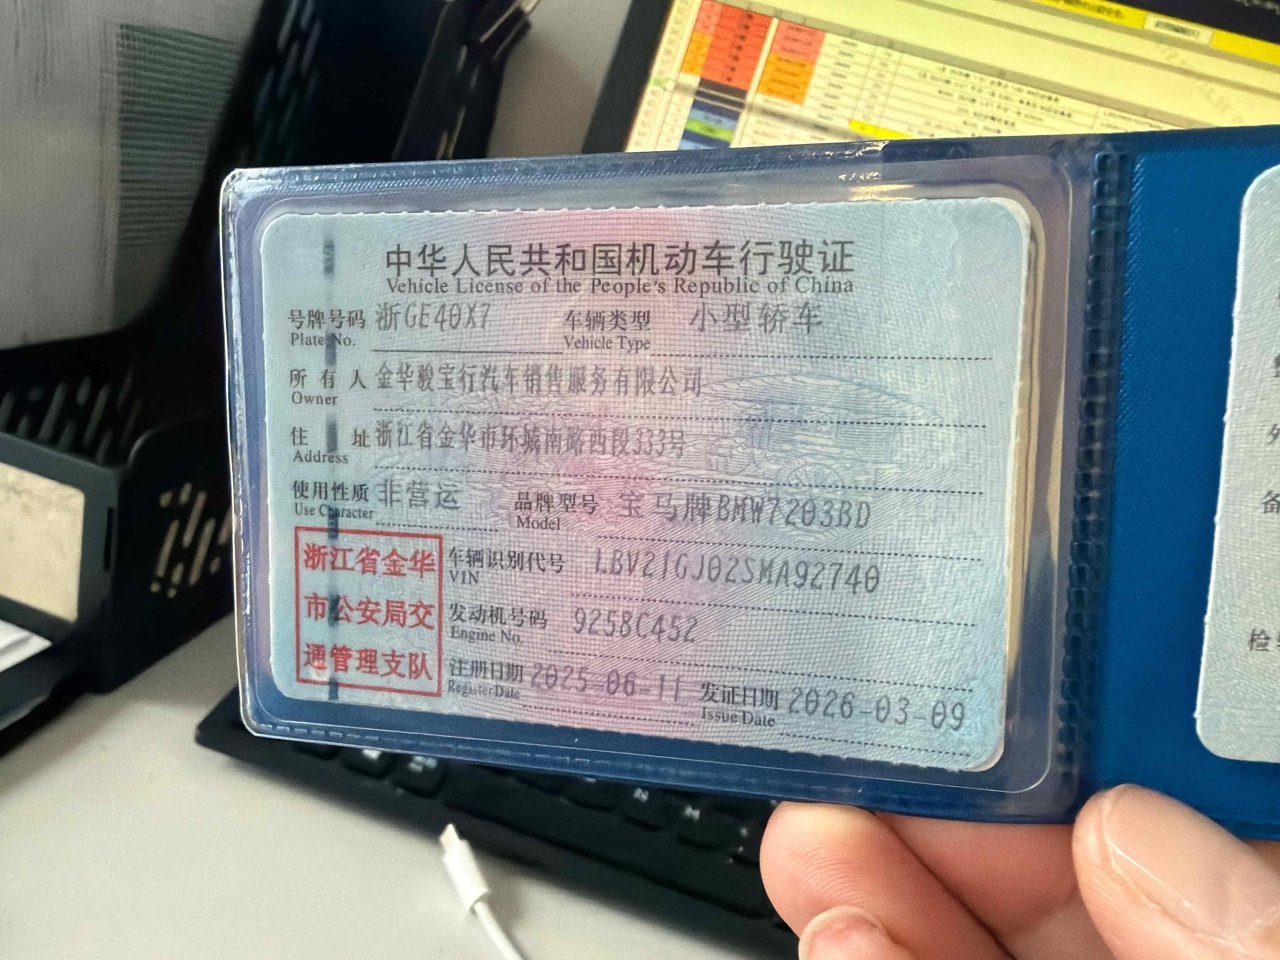 中华人民共和国机动车行驶证
Vehicle License of the People's Republic of China
号牌号码 浙GE40X7 车辆类型 小型轿车
Plate No. Vehicle Type
所有人 金华骏宝行汽车销售服务有限公司
Owner
住址 浙江省金华市环城南路西段333号
Address
使用性质 非营运 品牌型号 宝马牌BMW7203BD
Use Character Model
浙江省金华
市公安局交
通管理支队
车辆识别代号 LBV21GJ02SMA92740
VIN
发动机号码 9258C452
Engine No.
注册日期 2025-06-11 发证日期 2026-03-09
Register Date Issue Date